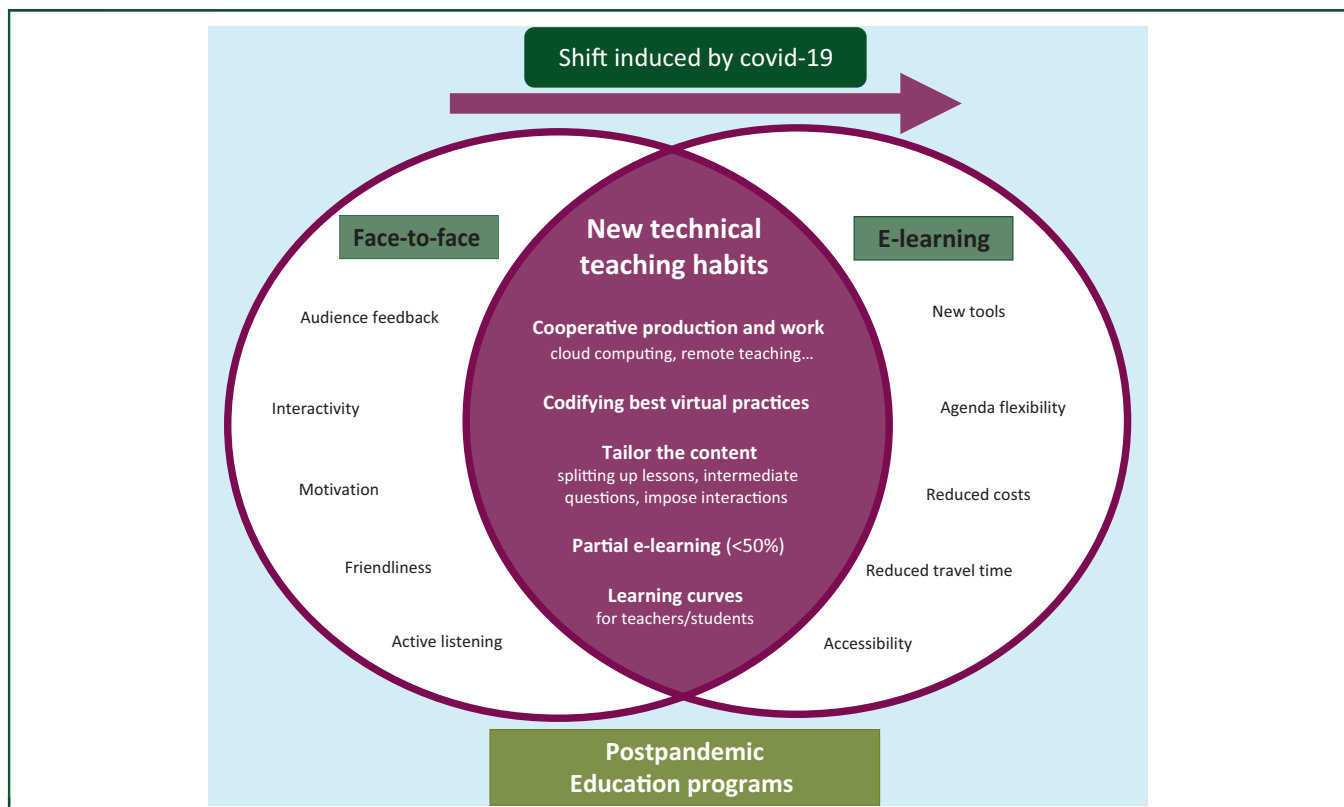 Shift induced by covid-19
Face-to-face
Audience feedback
Interactivity
Motivation
Friendliness
Active listening
New technical
teaching habits
Cooperative production and work
cloud computing, remote teaching…
Codifying best virtual practices
Tailor the content
splitting up lessons, intermediate
questions, impose interactions
Partial e-learning (<50%)
Learning curves
for teachers/students
E-learning
New tools
Agenda flexibility
Reduced costs
Reduced travel time
Accessibility
Postpandemic
Education programs